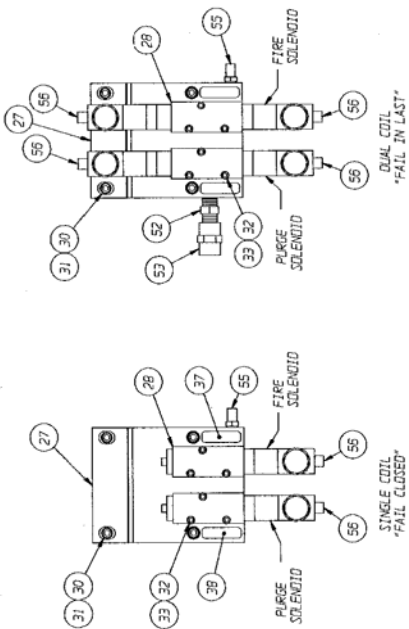 55
28
FIRE
SOLENOID
56
27
56
30
31
52
53
32
33
PURGE
SOLENOID
56
56
DUAL COIL
"FAIL IN LAST"
27
28
37
55
FIRE
SOLENOID
30
31
32
33
38
PURGE
SOLENOID
56
56
SINGLE COIL
"FAIL CLOSED"